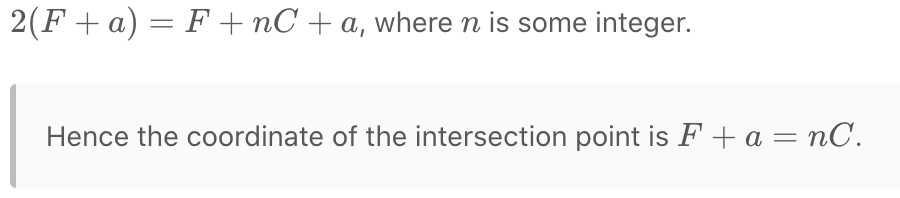 2(F + a) = F + nC + a, where n is some integer.
Hence the coordinate of the intersection point is F + a = nC.